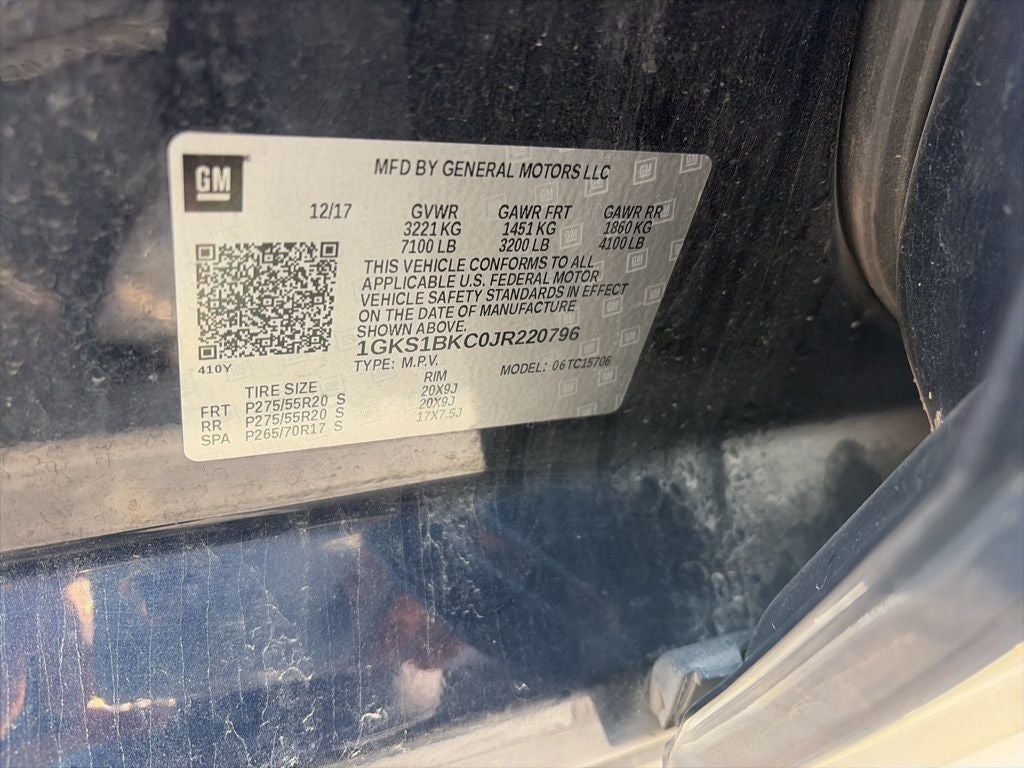 GM
MFD BY GENERAL MOTORS LLC
12/17 GVWR GAWR FRT GAWR RR
3221 KG 1451 KG 1860 KG
7100 LB 3200 LB 4100 LB
THIS VEHICLE CONFORMS TO ALL
APPLICABLE U.S. FEDERAL MOTOR
VEHICLE SAFETY STANDARDS IN EFFECT
ON THE DATE OF MANUFACTURE
SHOWN ABOVE.
1GKS1BKC0JR220796
TYPE: M.P.V. MODEL: 06TC15706
410Y
TIRE SIZE RIM
FRT P275/55R20 S 20X9J
RR P275/55R20 S 20X9J
SPA P265/70R17 S 17X7.5J